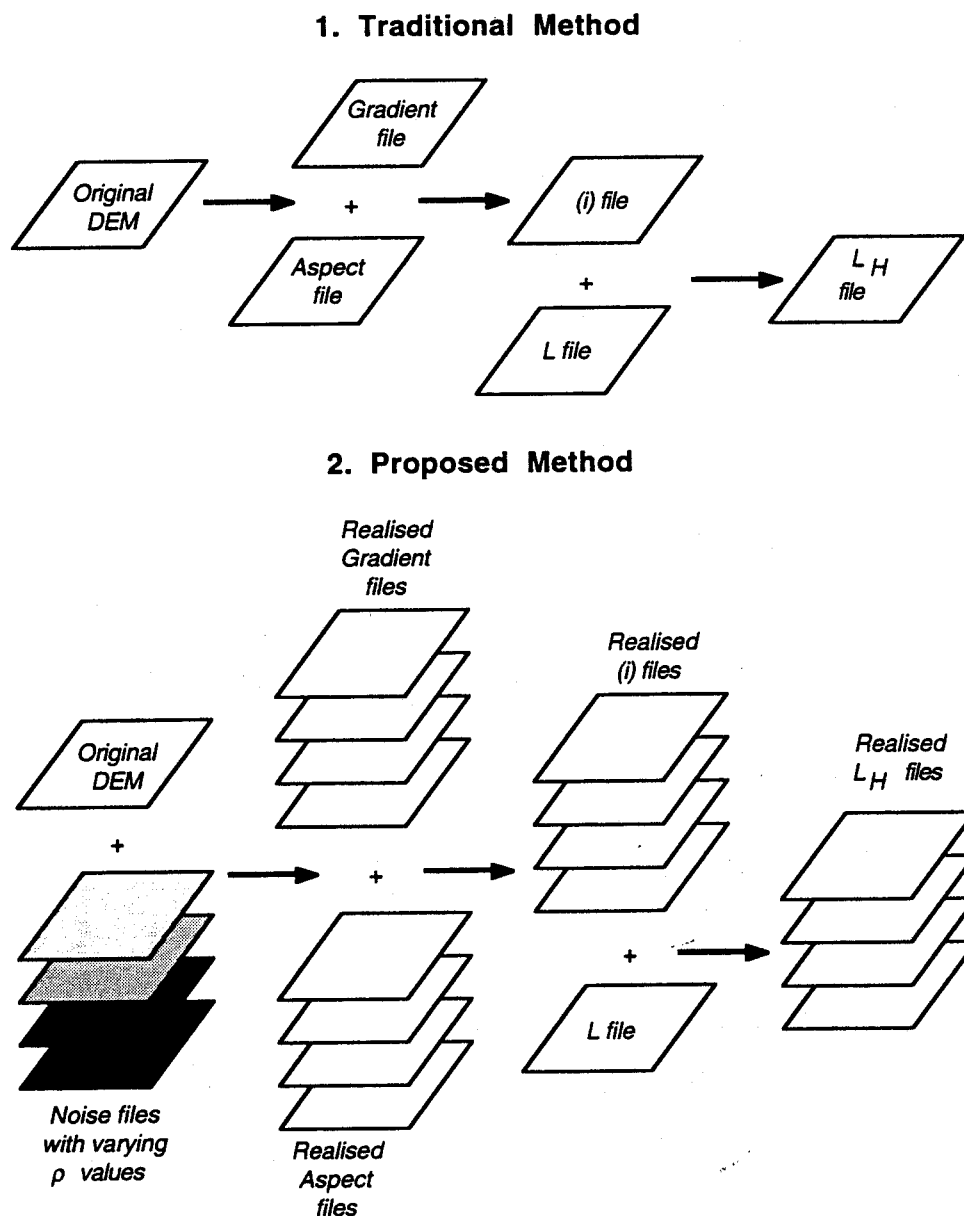 1. Traditional Method
Gradient
file
Original
DEM
+
Aspect
file
(i) file
+
L file
L H
file
2. Proposed Method
Realised
Gradient
files
Realised
(i) files
Original
DEM
Realised
L H files
+
+
+
L file
Noise files
with varying
ρ values
Realised
Aspect
files